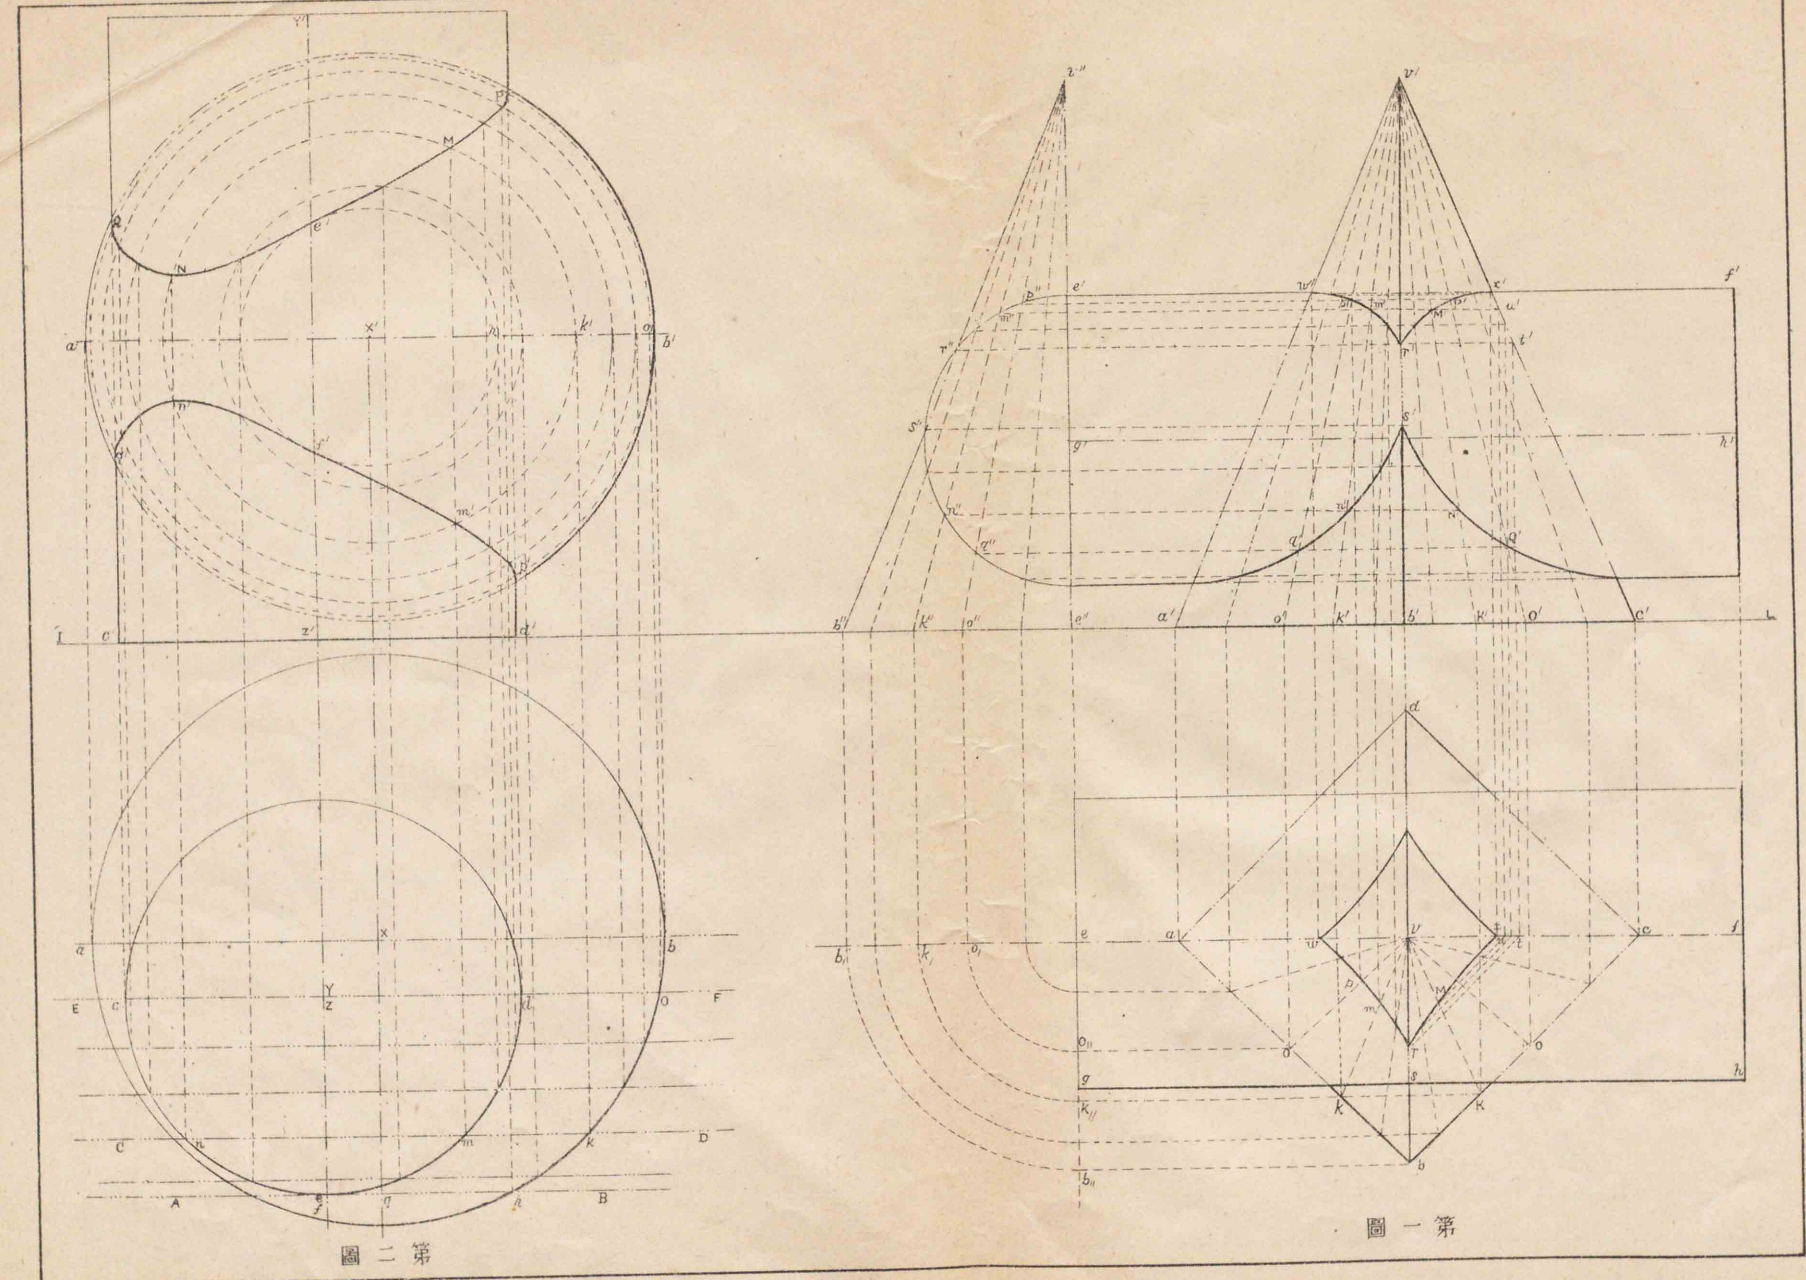 Y'
P
M
Q
e'
N
a'
X'
h
k'
o'
b'
n'
f'
q'
m'
p'
I
c'
z'
d'
a
X
b
E
c
Y
Z
d
o
F
C
n
m
k
D
A
e
f
q
h
B
圖二第
v'
p''
e'
w'
x'
f'
m''
m'
M
u'
r''
r'
t'
s''
s'
g'
h'
n''
n'
N'
q''
q'
Q'
b''
k''
o''
e''
a'
o'
k'
b'
k'
O'
c'
L
d
b,
k,
o,
e
a
w
v
t
c
f
p
M
m
o,,
o
r
o
g
s
h
k,,
k
K
b,,
b
圖一第